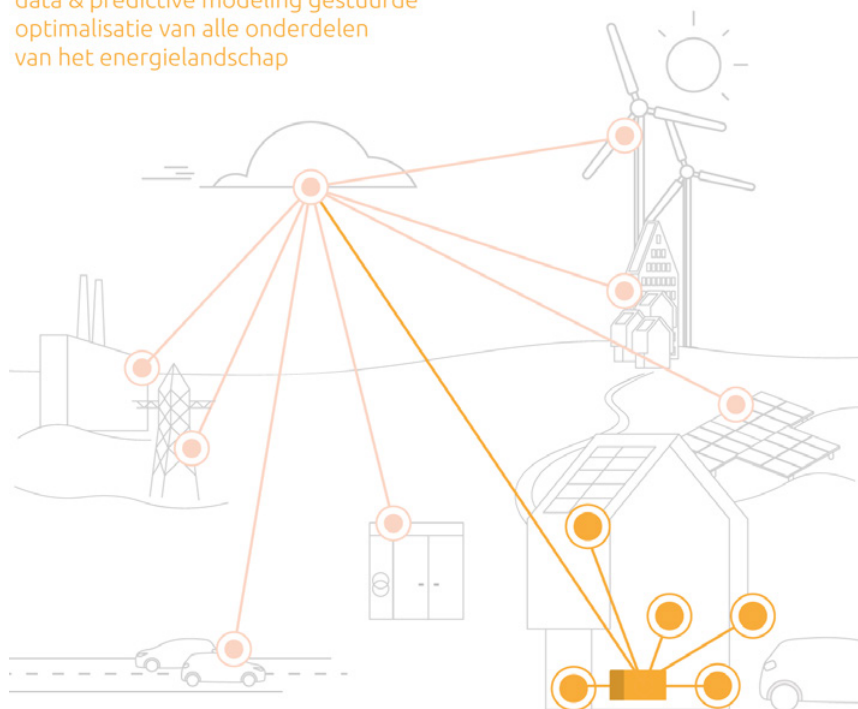 data & predictive modeling gestuurde
optimalisatie van alle onderdelen
van het energielandschap